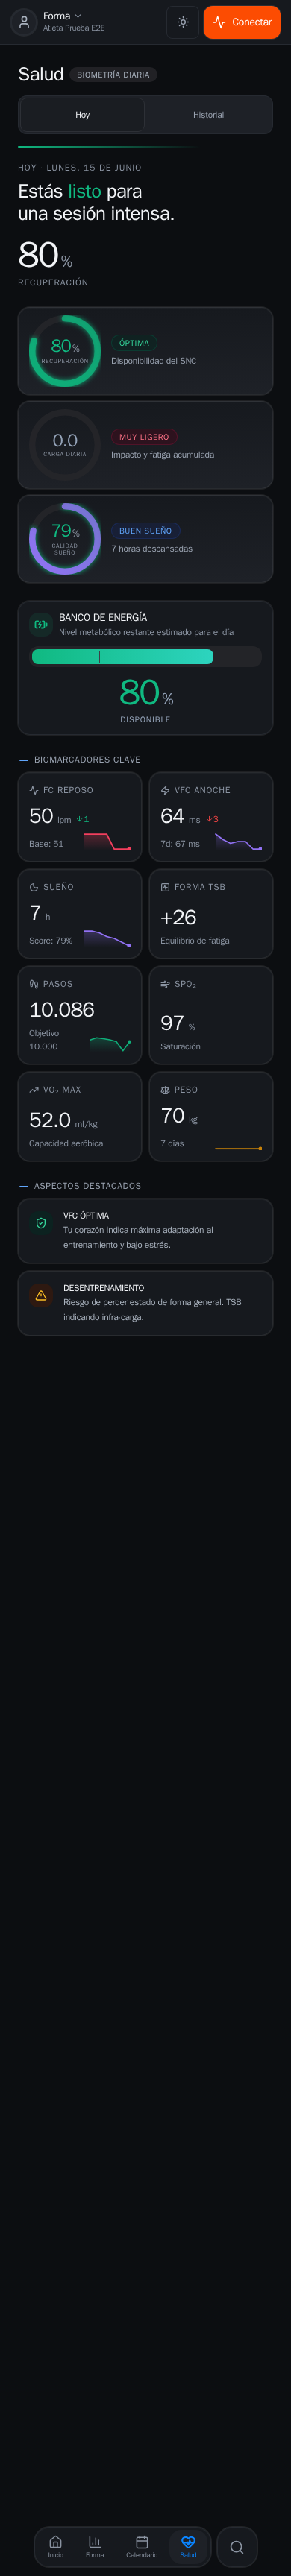 Forma
Atleta Prueba E2E
Conectar
Salud
BIOMETRÍA DIARIA
Hoy
Historial
HOY · LUNES, 15 DE JUNIO
Estás listo para
una sesión intensa.
80%
RECUPERACIÓN
80%
RECUPERACIÓN
ÓPTIMA
Disponibilidad del SNC
0.0
CARGA DIARIA
MUY LIGERO
Impacto y fatiga acumulada
79%
CALIDAD
SUEÑO
BUEN SUEÑO
7 horas descansadas
BANCO DE ENERGÍA
Nivel metabólico restante estimado para el día
80%
DISPONIBLE
BIOMARCADORES CLAVE
FC REPOSO
50 lpm ↓1
Base: 51
VFC ANOCHE
64 ms ↓3
7d: 67 ms
SUEÑO
7 h
Score: 79%
FORMA TSB
+26
Equilibrio de fatiga
PASOS
10.086
Objetivo
10.000
SPO₂
97 %
Saturación
VO₂ MAX
52.0 ml/kg
Capacidad aeróbica
PESO
70 kg
7 días
ASPECTOS DESTACADOS
VFC ÓPTIMA
Tu corazón indica máxima adaptación al
entrenamiento y bajo estrés.
DESENTRENAMIENTO
Riesgo de perder estado de forma general. TSB
indicando infra-carga.
Inicio
Forma
Calendario
Salud